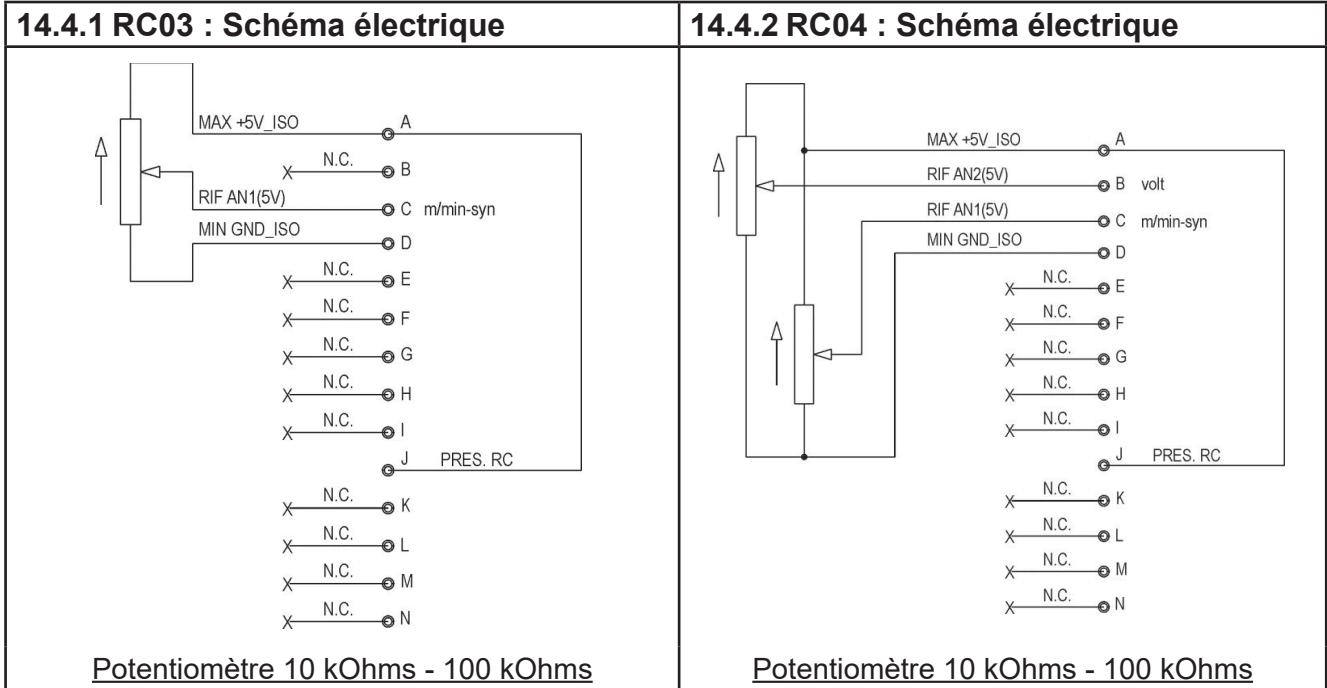 14.4.1 RC03 : Schéma électrique
MAX +5V_ISO A
N.C. B
RIF AN1(5V) C m/min-syn
MIN GND_ISO D
N.C. E
N.C. F
N.C. G
N.C. H
N.C. I
J PRES. RC
N.C. K
N.C. L
N.C. M
N.C. N
Potentiomètre 10 kOhms - 100 kOhms
14.4.2 RC04 : Schéma électrique
MAX +5V_ISO A
RIF AN2(5V) B volt
RIF AN1(5V) C m/min-syn
MIN GND_ISO D
N.C. E
N.C. F
N.C. G
N.C. H
N.C. I
J PRES. RC
N.C. K
N.C. L
N.C. M
N.C. N
Potentiomètre 10 kOhms - 100 kOhms